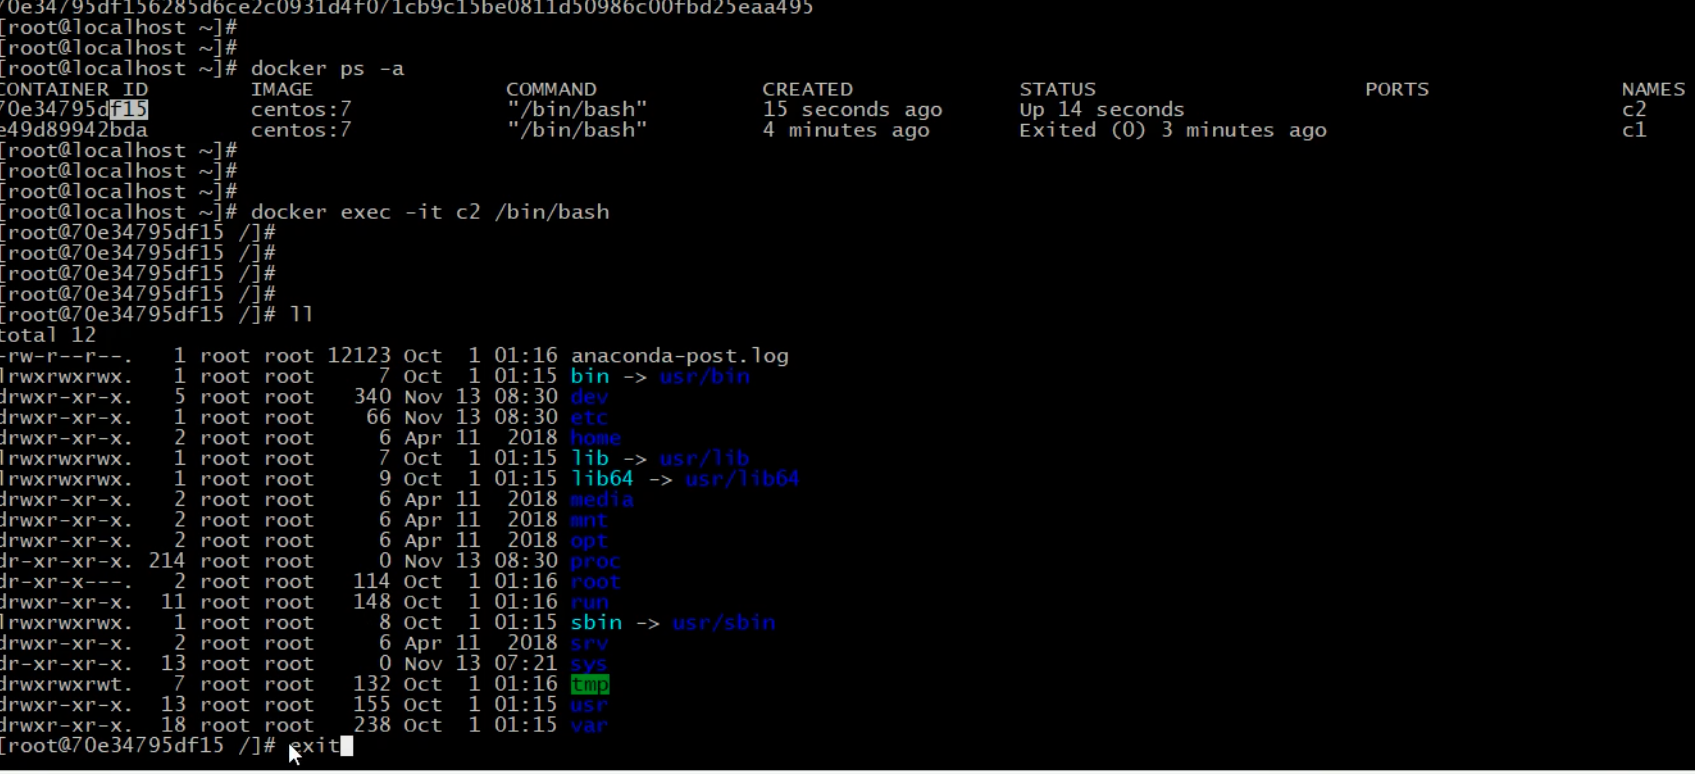 70e34795df156285d6ce2c0931d4f071cb9c15be0811d50986c00fbd25eaa495
[root@localhost ~]#
[root@localhost ~]#
[root@localhost ~]# docker ps -a
CONTAINER ID IMAGE COMMAND CREATED STATUS PORTS NAMES
70e34795df15 centos:7 "/bin/bash" 15 seconds ago Up 14 seconds c2
e49d89942bda centos:7 "/bin/bash" 4 minutes ago Exited (0) 3 minutes ago c1
[root@localhost ~]#
[root@localhost ~]#
[root@localhost ~]#
[root@localhost ~]# docker exec -it c2 /bin/bash
[root@70e34795df15 /]#
[root@70e34795df15 /]#
[root@70e34795df15 /]#
[root@70e34795df15 /]#
[root@70e34795df15 /]# ll
total 12
-rw-r--r--. 1 root root 12123 Oct 1 01:16 anaconda-post.log
lrwxrwxrwx. 1 root root 7 Oct 1 01:15 bin -> usr/bin
drwxr-xr-x. 5 root root 340 Nov 13 08:30 dev
drwxr-xr-x. 1 root root 66 Nov 13 08:30 etc
drwxr-xr-x. 2 root root 6 Apr 11 2018 home
lrwxrwxrwx. 1 root root 7 Oct 1 01:15 lib -> usr/lib
lrwxrwxrwx. 1 root root 9 Oct 1 01:15 lib64 -> usr/lib64
drwxr-xr-x. 2 root root 6 Apr 11 2018 media
drwxr-xr-x. 2 root root 6 Apr 11 2018 mnt
drwxr-xr-x. 2 root root 6 Apr 11 2018 opt
dr-xr-xr-x. 214 root root 0 Nov 13 08:30 proc
dr-xr-x---. 2 root root 114 Oct 1 01:16 root
drwxr-xr-x. 11 root root 148 Oct 1 01:16 run
lrwxrwxrwx. 1 root root 8 Oct 1 01:15 sbin -> usr/sbin
drwxr-xr-x. 2 root root 6 Apr 11 2018 srv
dr-xr-xr-x. 13 root root 0 Nov 13 07:21 sys
drwxrwxrwt. 7 root root 132 Oct 1 01:16 tmp
drwxr-xr-x. 13 root root 155 Oct 1 01:15 usr
drwxr-xr-x. 18 root root 238 Oct 1 01:15 var
[root@70e34795df15 /]# exit